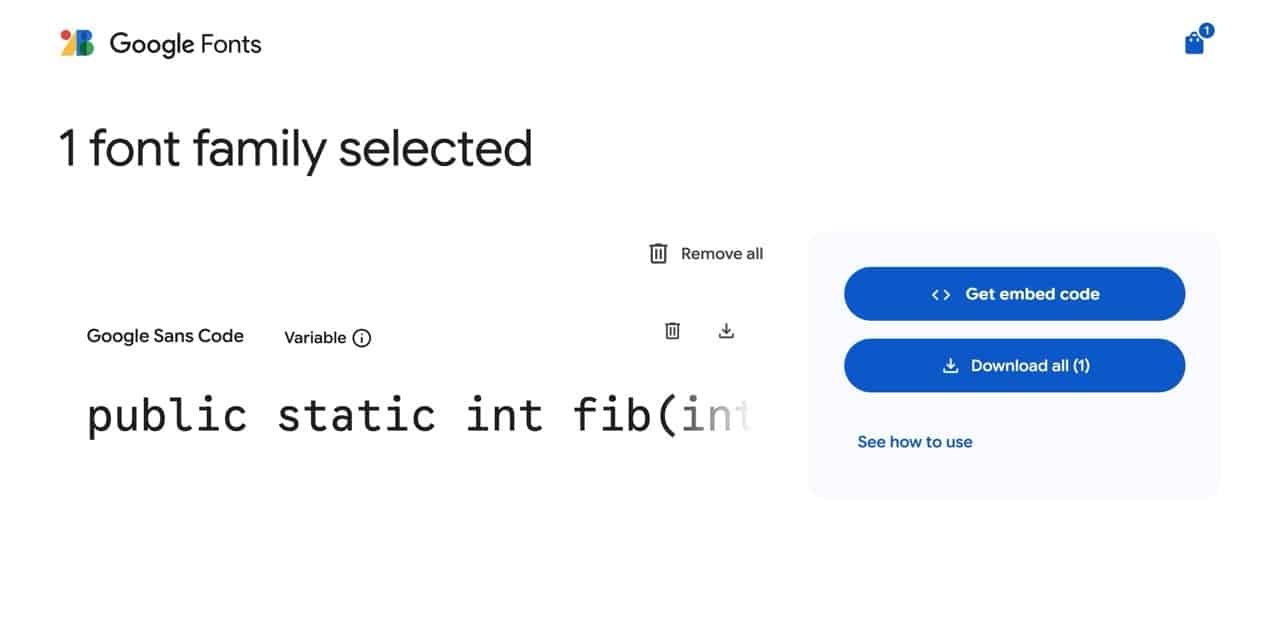 Google Fonts
1
1 font family selected
Remove all
Google Sans Code
Variable
public static int fib(int
Get embed code
Download all (1)
See how to use